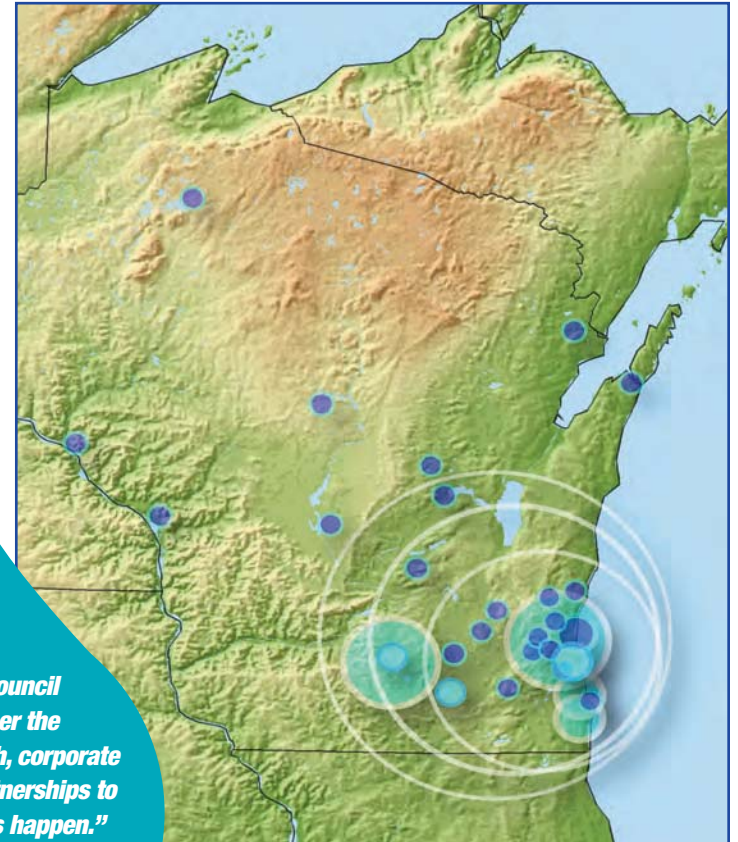 ouncil
er the
h, corporate
nerships to
s happen.”